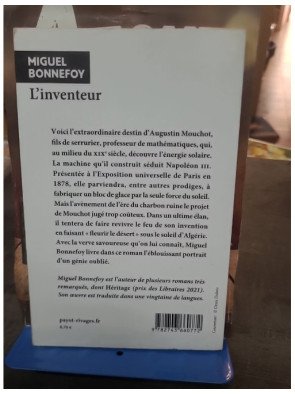 MIGUEL
BONNEFOY
L'inventeur
Voici l'extraordinaire destin d'Augustin Mouchot,
fils de serrurier, professeur de mathématiques, qui,
au milieu du XIXe siècle, découvre l'énergie solaire.
La machine qu'il construit séduit Napoléon III.
Présentée à l'Exposition universelle de Paris en
1878, elle parviendra, entre autres prodiges, à
fabriquer un bloc de glace par la seule force du soleil.
Mais l'avènement de l'ère du charbon ruine le projet
de Mouchot jugé trop coûteux. Dans un ultime élan,
il tentera de faire revivre le feu de son invention
en faisant « fleurir le désert » sous le soleil d'Algérie.
Avec la verve savoureuse qu'on lui connaît, Miguel
Bonnefoy livre dans ce roman l'éblouissant portrait
d'un génie oublié.
Miguel Bonnefoy est l'auteur de plusieurs romans très
remarqués, dont Héritage (prix des Libraires 2021).
Son œuvre est traduite dans une vingtaine de langues.
payot-rivages.fr